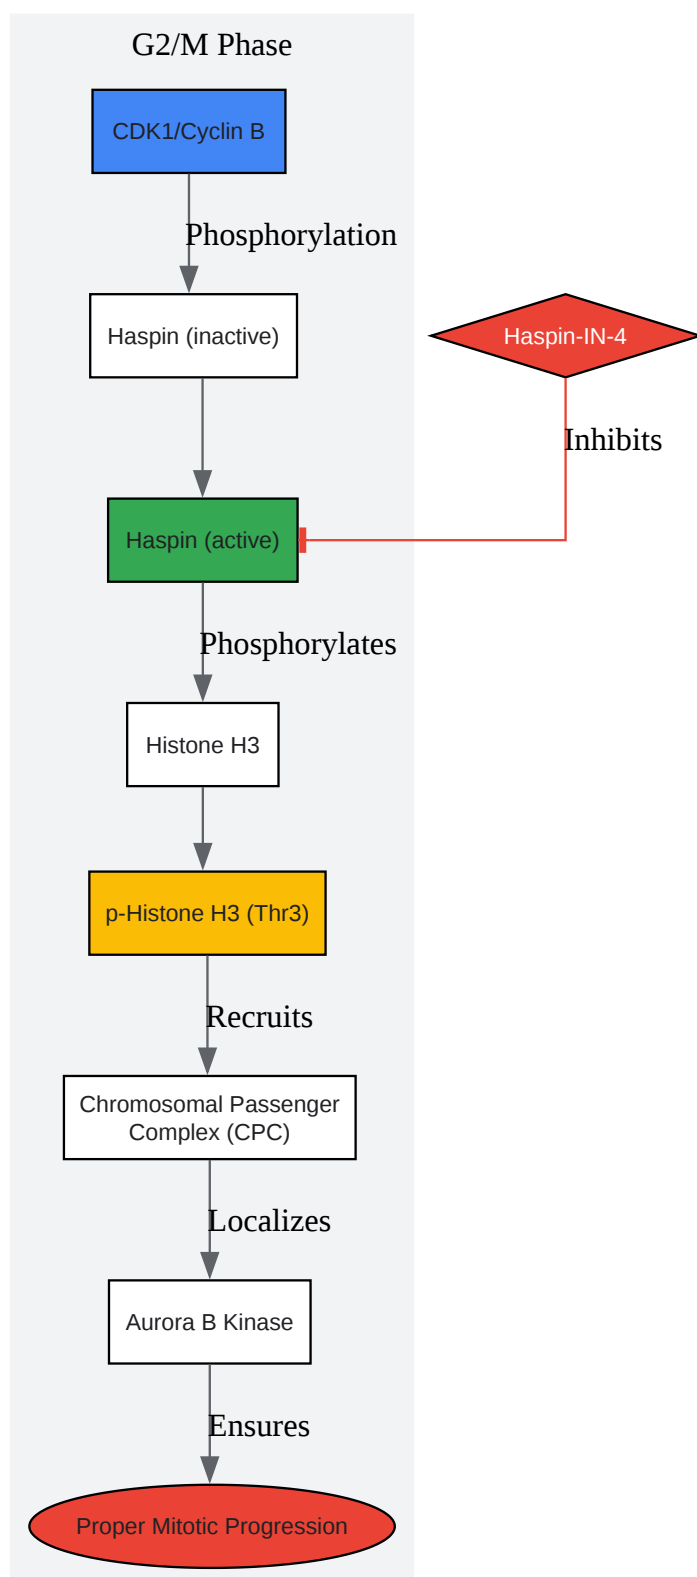 G2/M Phase
CDK1/Cyclin B
Phosphorylation
Haspin (inactive)
Haspin-IN-4
Inhibits
Haspin (active)
Phosphorylates
Histone H3
p-Histone H3 (Thr3)
Recruits
Chromosomal Passenger
Complex (CPC)
Localizes
Aurora B Kinase
Ensures
Proper Mitotic Progression